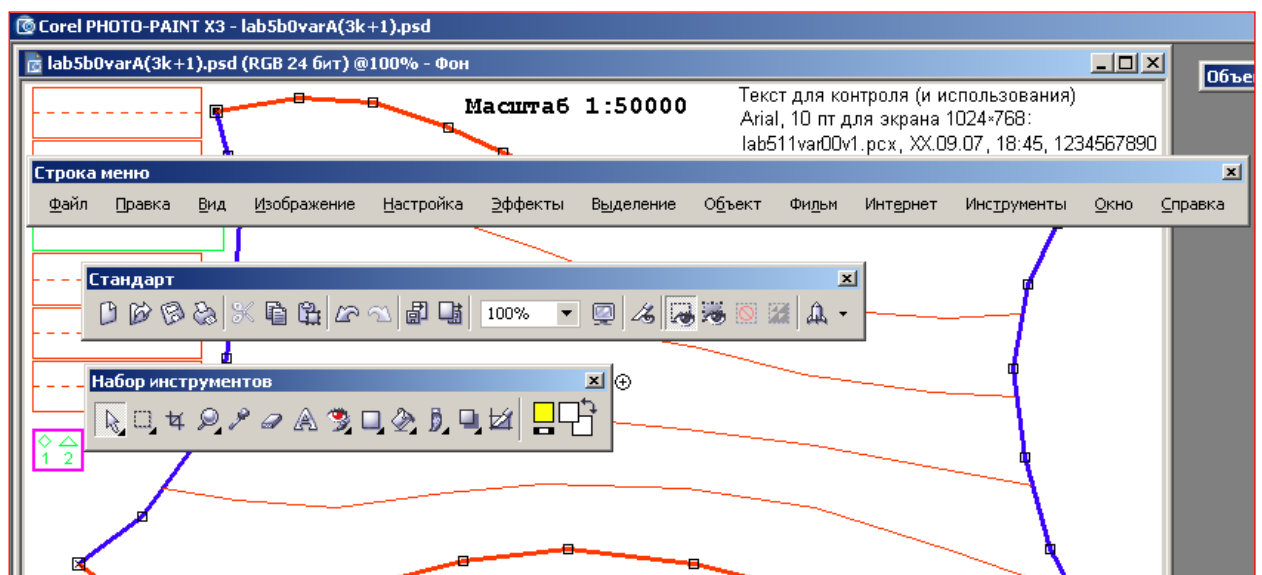 Corel PHOTO-PAINT X3 - lab5b0varA(3k+1).psd
lab5b0varA(3k+1).psd (RGB 24 бит) @100% - Фон
Объе
Масштаб 1:50000
Текст для контроля (и использования)
Arial, 10 пт для экрана 1024×768:
lab511var00v1.pcx, XX.09.07, 18:45, 1234567890
Строка меню
Файл Правка Вид Изображение Настройка Эффекты Выделение Объект Фильм Интернет Инструменты Окно Справка
Стандарт
100%
Набор инструментов
1 2